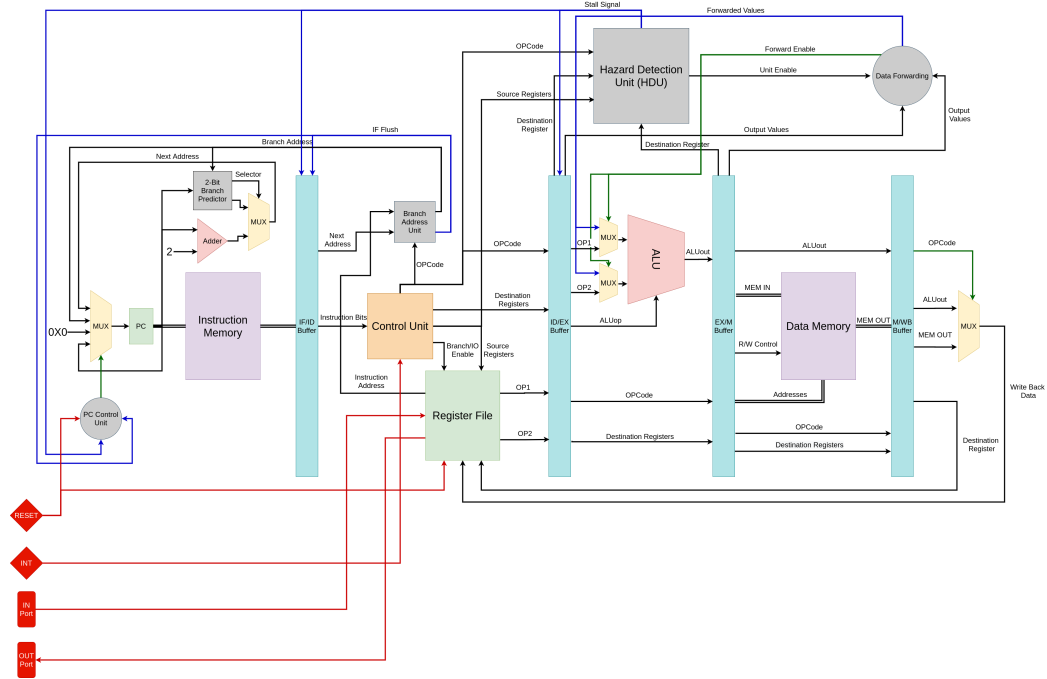 Stall Signal
Forwarded Values
OPCode
Hazard Detection
Unit (HDU)
Forward Enable
Unit Enable
Data Forwarding
Source Registers
Destination
Register
Output
Values
IF Flush
Output Values
Branch Address
Destination Register
Next Address
2-Bit
Branch
Predictor
Selector
MUX
Adder
2
Next
Address
Branch
Address
Unit
OPCode
OPCode
OP1
MUX
ALU
ALUout
ALUout
OPCode
OP2
MUX
MEM IN
Instruction
Memory
Destination
Registers
ALUout
0X0
MUX
PC
IF/ID
Buffer
Instruction Bits
Control Unit
ID/EX
Buffer
ALUop
EX/M
Buffer
Data Memory
MEM OUT
M/WB
Buffer
MUX
MEM OUT
R/W Control
Branch/IO
Enable
Source
Registers
Instruction
Address
OP1
OPCode
Addresses
Write Back
Data
PC Control
Unit
Register File
OP2
Destination Registers
OPCode
Destination Registers
Destination
Register
RESET
INT
IN
Port
OUT
Port